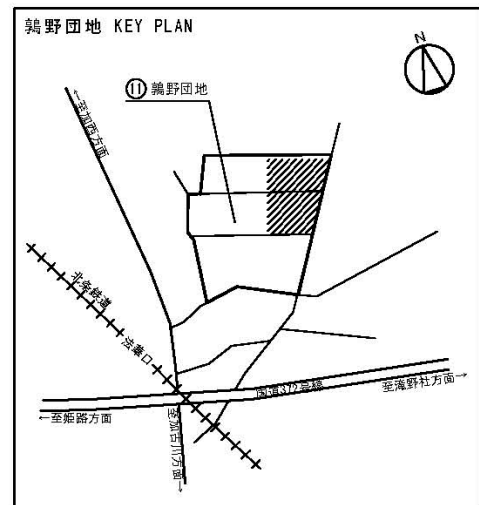 鶉野団地 KEY PLAN
N
⑪鶉野団地
←至加西方面
北条鉄道
法華口
国道372号線
至滝野社方面→
←至姫路方面
至加古川方面→